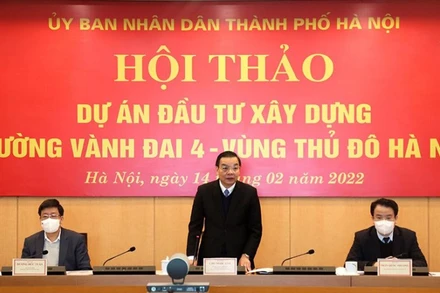 ỦY BAN NHÂN DÂN THÀNH PHỐ HÀ NỘI
HỘI THẢO
DỰ ÁN ĐẦU TƯ XÂY DỰNG
ƯỜNG VÀNH ĐAI 4 - VÙNG THỦ ĐÔ HÀ N
Hà Nội, ngày 14 02 năm 2022